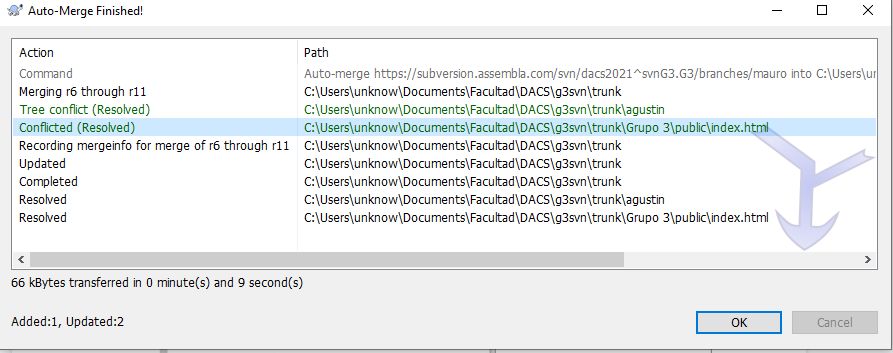 Auto-Merge Finished!
Action Path
Command Auto-merge https://subversion.assembla.com/svn/dacs2021^svnG3.G3/branches/mauro into C:\Users\un
Merging r6 through r11 C:\Users\unknow\Documents\Facultad\DACS\g3svn\trunk
Tree conflict (Resolved) C:\Users\unknow\Documents\Facultad\DACS\g3svn\trunk\agustin
Conflicted (Resolved) C:\Users\unknow\Documents\Facultad\DACS\g3svn\trunk\Grupo 3\public\index.html
Recording mergeinfo for merge of r6 through r11 C:\Users\unknow\Documents\Facultad\DACS\g3svn\trunk
Updated C:\Users\unknow\Documents\Facultad\DACS\g3svn\trunk
Completed C:\Users\unknow\Documents\Facultad\DACS\g3svn\trunk
Resolved C:\Users\unknow\Documents\Facultad\DACS\g3svn\trunk\agustin
Resolved C:\Users\unknow\Documents\Facultad\DACS\g3svn\trunk\Grupo 3\public\index.html
66 kBytes transferred in 0 minute(s) and 9 second(s)
Added:1, Updated:2
OK Cancel